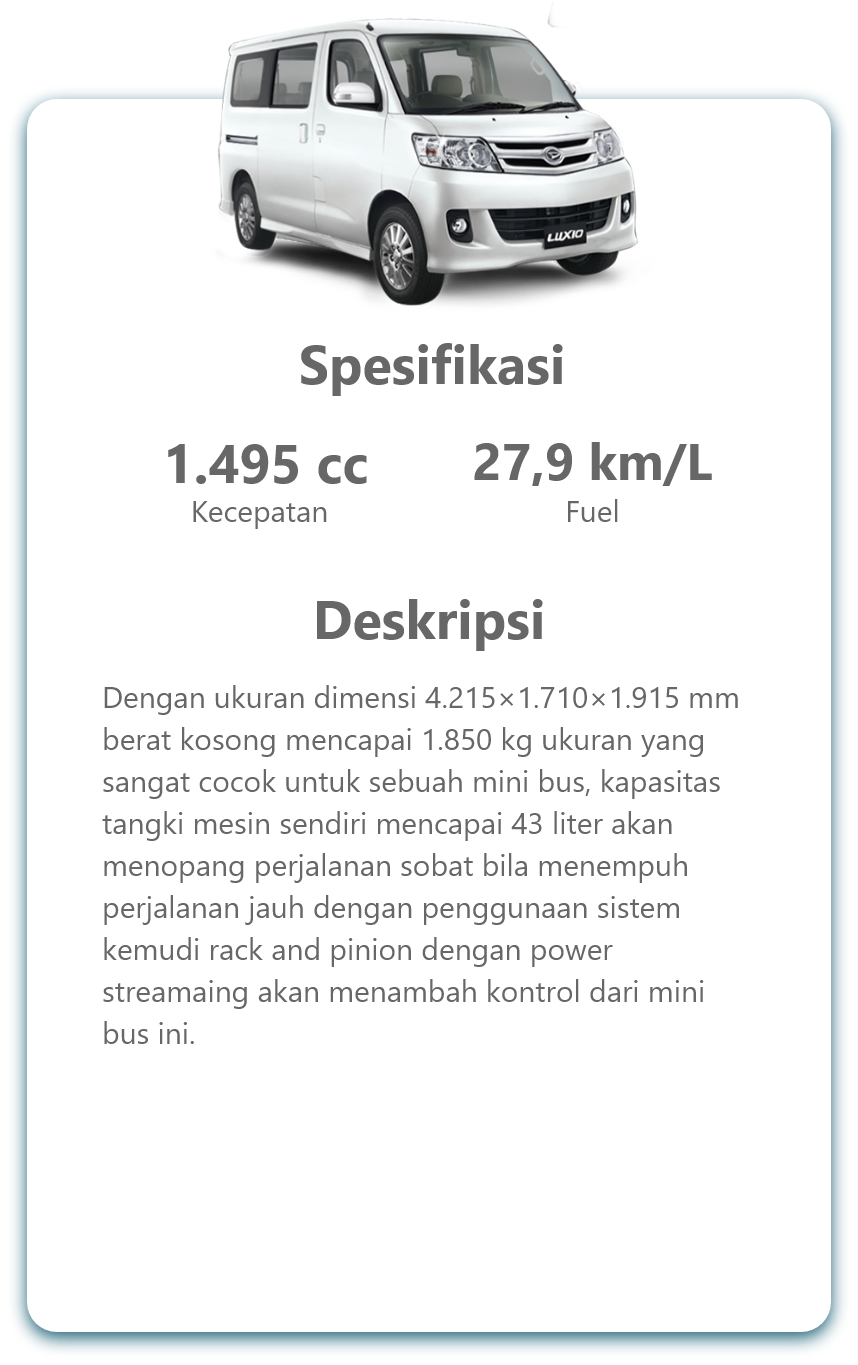 LUXIO
Spesifikasi
1.495 cc
Kecepatan
27,9 km/L
Fuel
Deskripsi
Dengan ukuran dimensi 4.215×1.710×1.915 mm
berat kosong mencapai 1.850 kg ukuran yang
sangat cocok untuk sebuah mini bus, kapasitas
tangki mesin sendiri mencapai 43 liter akan
menopang perjalanan sobat bila menempuh
perjalanan jauh dengan penggunaan sistem
kemudi rack and pinion dengan power
streamaing akan menambah kontrol dari mini
bus ini.